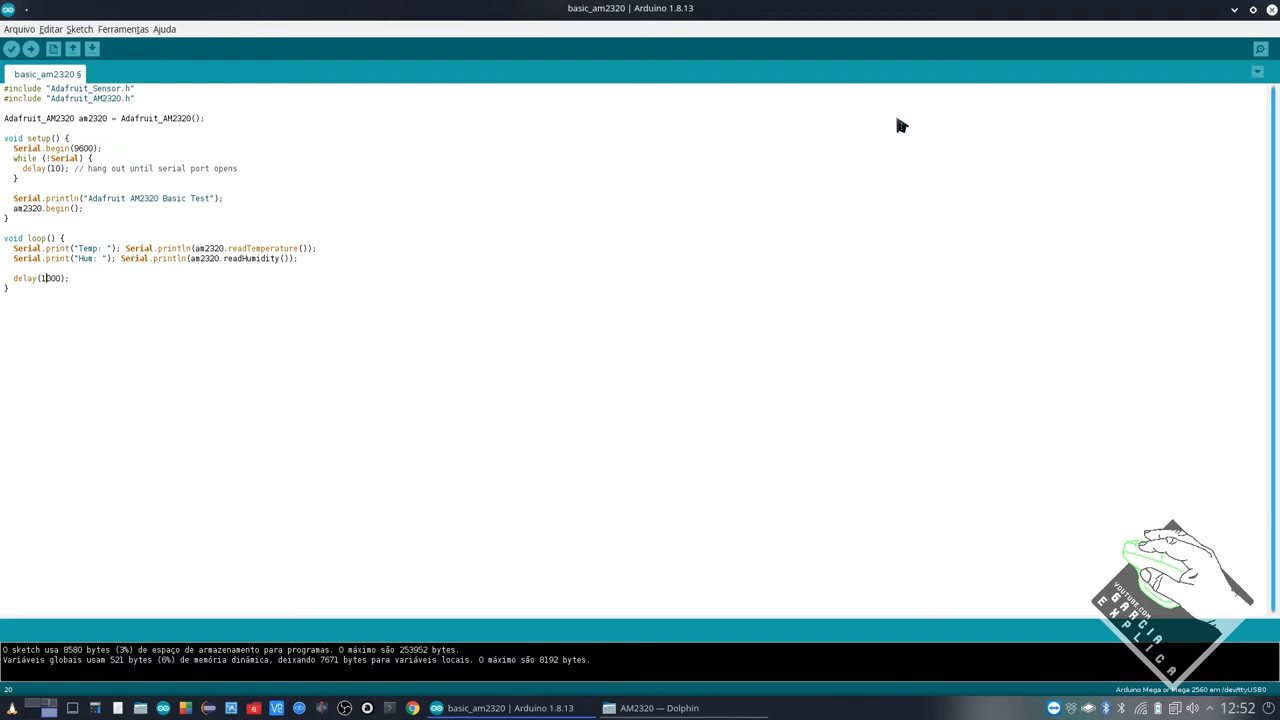 basic_am2320 | Arduino 1.8.13
Arquivo Editar Sketch Ferramentas Ajuda
basic_am2320 §
#include "Adafruit_Sensor.h"
#include "Adafruit_AM2320.h"
Adafruit_AM2320 am2320 = Adafruit_AM2320();
void setup() {
Serial.begin(9600);
while (!Serial) {
delay(10); // hang out until serial port opens
}
Serial.println("Adafruit AM2320 Basic Test");
am2320.begin();
}
void loop() {
Serial.print("Temp: "); Serial.println(am2320.readTemperature());
Serial.print("Hum: "); Serial.println(am2320.readHumidity());
delay(1000);
}
YOUTUBE.COM
GARCIA
EXPLICA
O sketch usa 8580 bytes (3%) de espaço de armazenamento para programas. O máximo são 253952 bytes.
Variáveis globais usam 521 bytes (6%) de memória dinâmica, deixando 7671 bytes para variáveis locais. O máximo são 8192 bytes.
20
Arduino Mega or Mega 2560 em /dev/ttyUSB0
basic_am2320 | Arduino 1.8.13
AM2320 — Dolphin
12:52